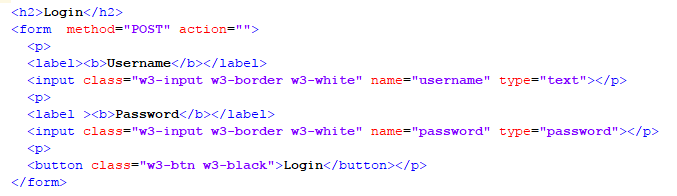 <h2>Login</h2>
<form  method="POST" action="">
<p>
<label><b>Username</b></label>
<input class="w3-input w3-border w3-white" name="username" type="text"></p>
<p>
<label ><b>Password</b></label>
<input class="w3-input w3-border w3-white" name="password" type="password"></p>
<p>
<button class="w3-btn w3-black">Login</button></p>
</form>